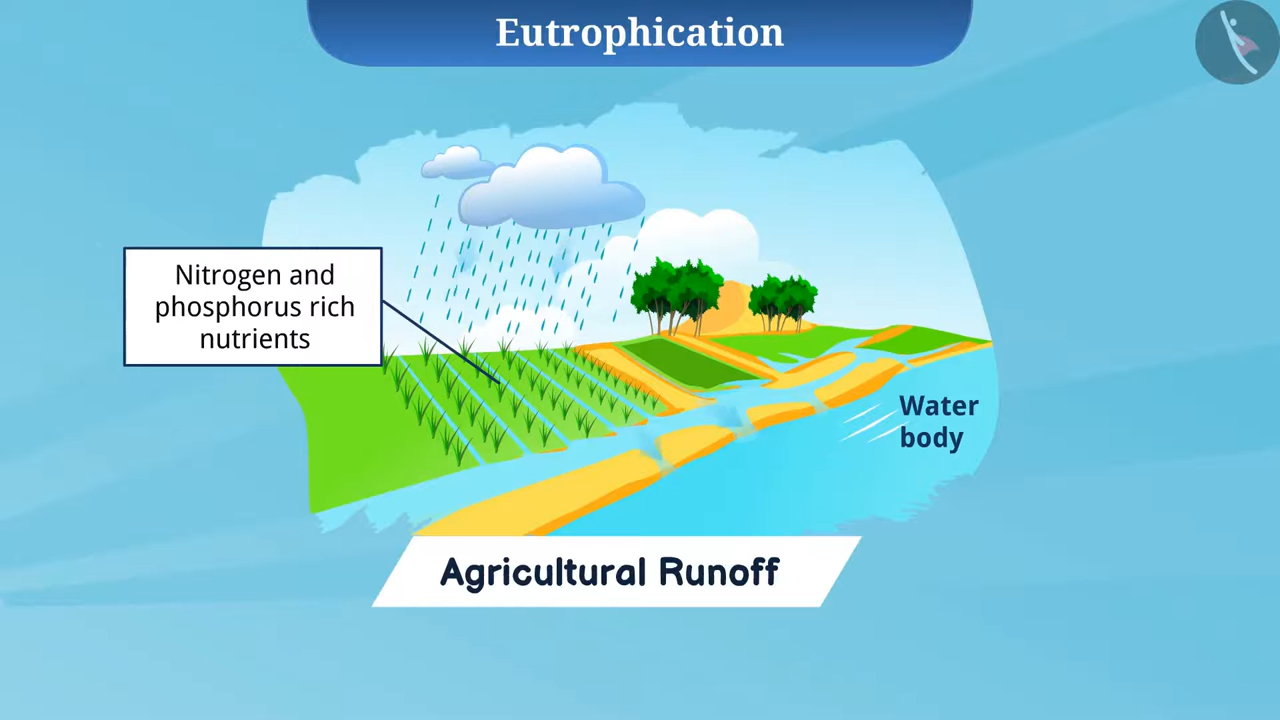 Eutrophication
Nitrogen and
phosphorus rich
nutrients
Water
body
Agricultural Runoff